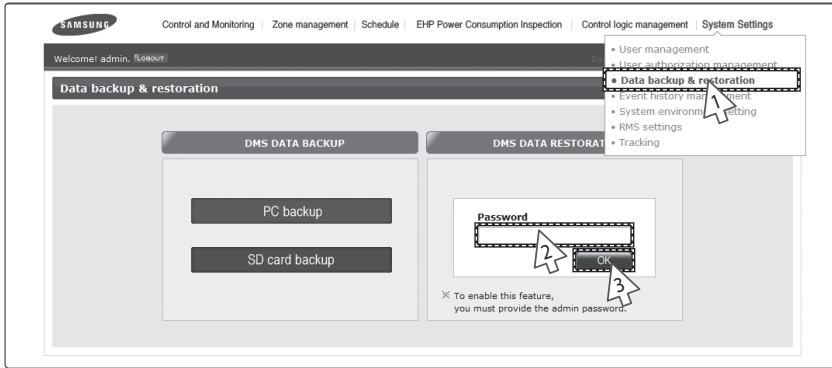 SAMSUNG Control and Monitoring | Zone management | Schedule | EHP Power Consumption Inspection | Control logic management | System Settings
Welcome! admin. LOGOUT
• User management
• User authorization management
• Data backup & restoration
• Event history management
• System environment setting
• RMS settings
• Tracking
1
Data backup & restoration
DMS DATA BACKUP
PC backup
SD card backup
DMS DATA RESTORAT
Password
2
OK
3
※ To enable this feature,
you must provide the admin password.